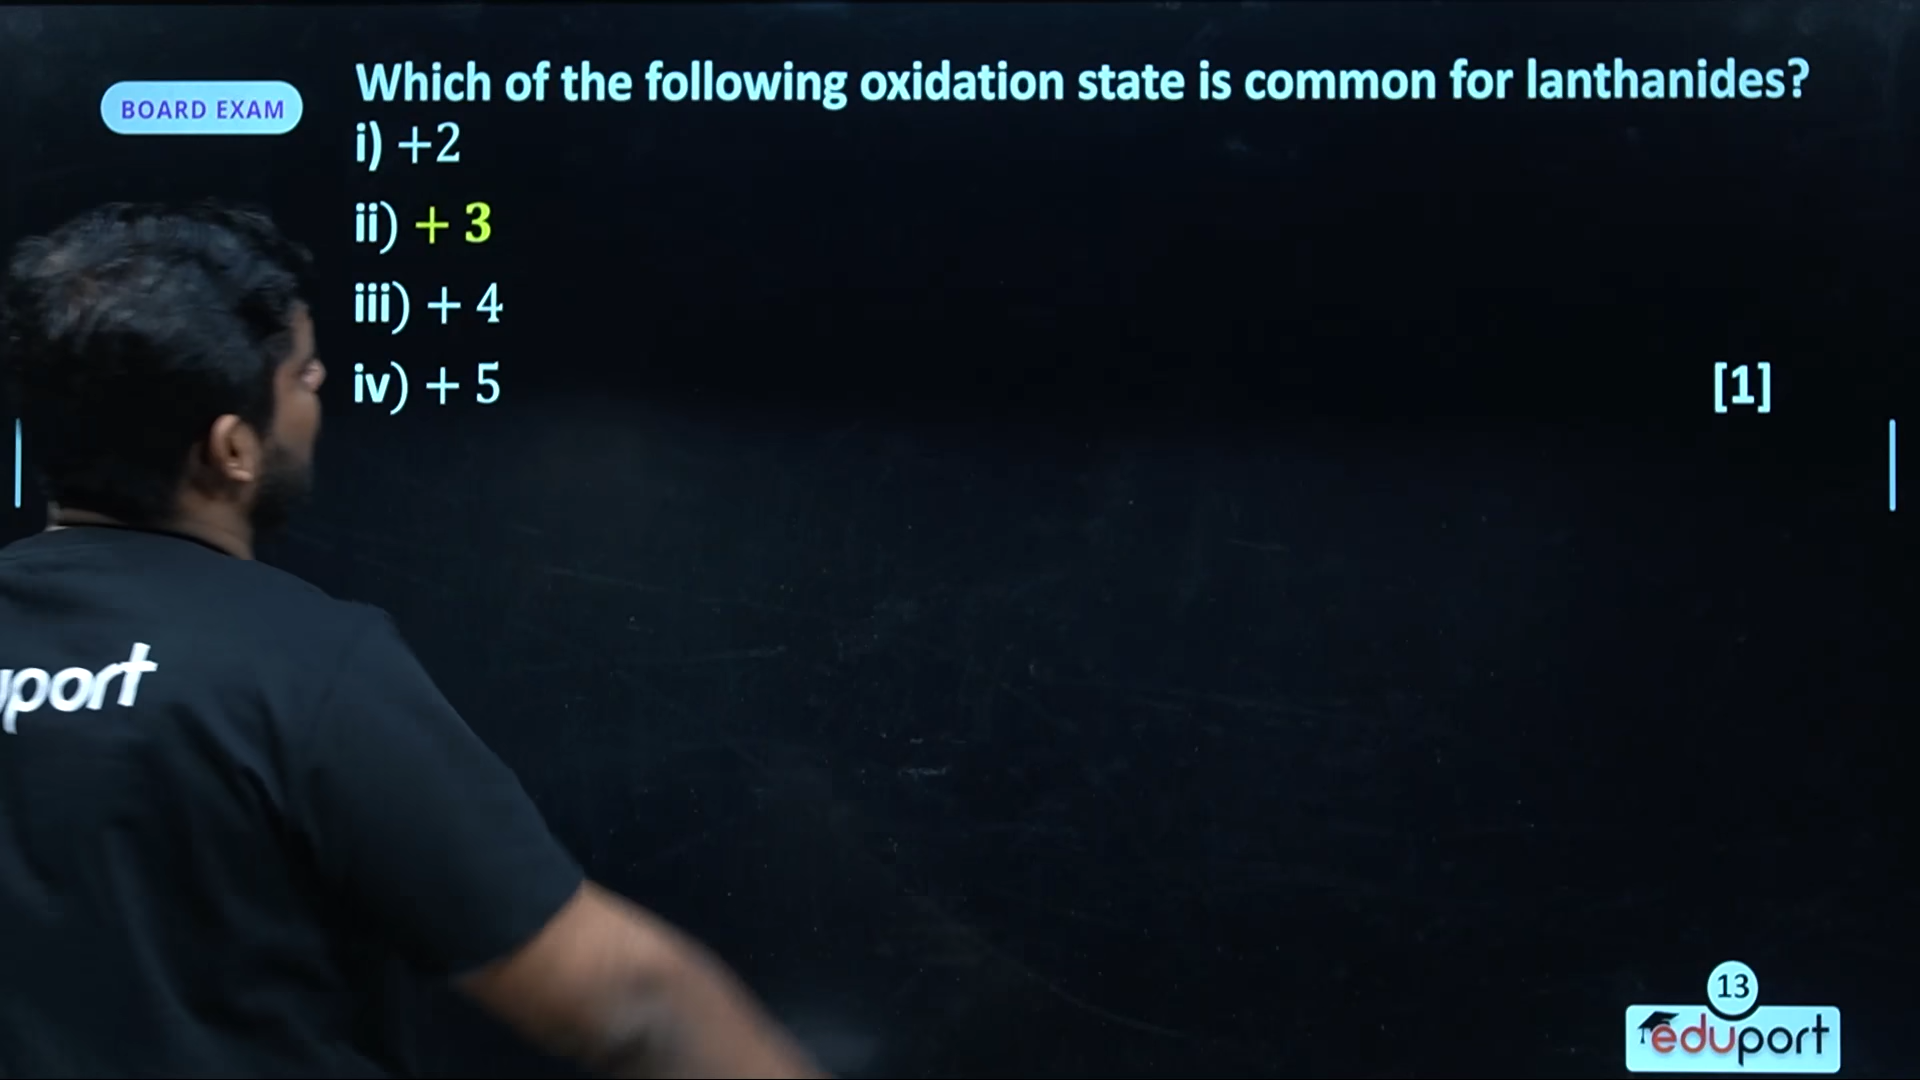 BOARD EXAM
Which of the following oxidation state is common for lanthanides?
i) +2
ii) + 3
iii) + 4
iv) + 5
[1]
port
13
eduport